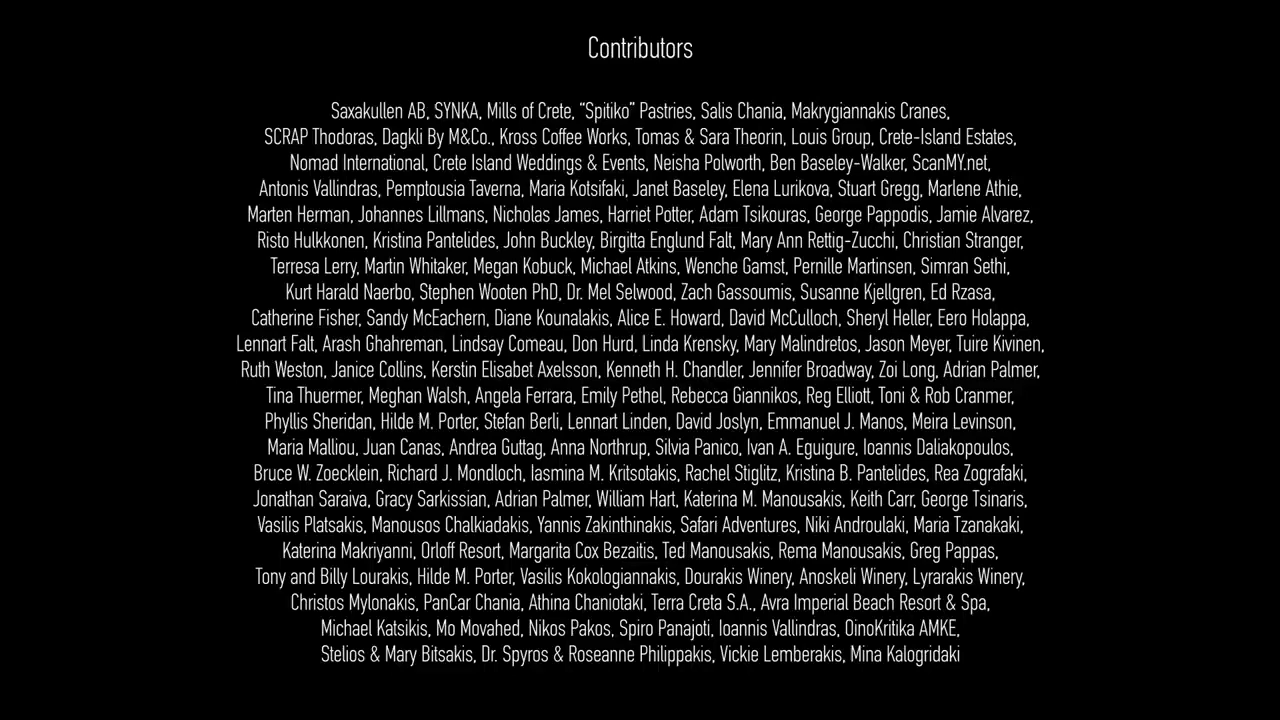 Contributors
Saxakullen AB, SYNKA, Mills of Crete, “Spitiko” Pastries, Salis Chania, Makrygiannakis Cranes,
SCRAP Thodoras, Dagkli By M&Co., Kross Coffee Works, Tomas & Sara Theorin, Louis Group, Crete-Island Estates,
Nomad International, Crete Island Weddings & Events, Neisha Polworth, Ben Baseley-Walker, ScanMY.net,
Antonis Vallindras, Pemptousia Taverna, Maria Kotsifaki, Janet Baseley, Elena Lurikova, Stuart Gregg, Marlene Athie,
Marten Herman, Johannes Lillmans, Nicholas James, Harriet Potter, Adam Tsikouras, George Pappodis, Jamie Alvarez,
Risto Hulkkonen, Kristina Pantelides, John Buckley, Birgitta Englund Falt, Mary Ann Rettig-Zucchi, Christian Stranger,
Terresa Lerry, Martin Whitaker, Megan Kobuck, Michael Atkins, Wenche Gamst, Pernille Martinsen, Simran Sethi,
Kurt Harald Naerbo, Stephen Wooten PhD, Dr. Mel Selwood, Zach Gassoumis, Susanne Kjellgren, Ed Rzasa,
Catherine Fisher, Sandy McEachern, Diane Kounalakis, Alice E. Howard, David McCulloch, Sheryl Heller, Eero Holappa,
Lennart Falt, Arash Ghahreman, Lindsay Comeau, Don Hurd, Linda Krensky, Mary Malindretos, Jason Meyer, Tuire Kivinen,
Ruth Weston, Janice Collins, Kerstin Elisabet Axelsson, Kenneth H. Chandler, Jennifer Broadway, Zoi Long, Adrian Palmer,
Tina Thuermer, Meghan Walsh, Angela Ferrara, Emily Pethel, Rebecca Giannikos, Reg Elliott, Toni & Rob Cranmer,
Phyllis Sheridan, Hilde M. Porter, Stefan Berli, Lennart Linden, David Joslyn, Emmanuel J. Manos, Meira Levinson,
Maria Malliou, Juan Canas, Andrea Guttag, Anna Northrup, Silvia Panico, Ivan A. Eguigure, Ioannis Daliakopoulos,
Bruce W. Zoecklein, Richard J. Mondloch, Iasmina M. Kritsotakis, Rachel Stiglitz, Kristina B. Pantelides, Rea Zografaki,
Jonathan Saraiva, Gracy Sarkissian, Adrian Palmer, William Hart, Katerina M. Manousakis, Keith Carr, George Tsinaris,
Vasilis Platsakis, Manousos Chalkiadakis, Yannis Zakinthinakis, Safari Adventures, Niki Androulaki, Maria Tzanakaki,
Katerina Makriyanni, Orloff Resort, Margarita Cox Bezaitis, Ted Manousakis, Rema Manousakis, Greg Pappas,
Tony and Billy Lourakis, Hilde M. Porter, Vasilis Kokologiannakis, Dourakis Winery, Anoskeli Winery, Lyrarakis Winery,
Christos Mylonakis, PanCar Chania, Athina Chaniotaki, Terra Creta S.A., Avra Imperial Beach Resort & Spa,
Michael Katsikis, Mo Movahed, Nikos Pakos, Spiro Panajoti, Ioannis Vallindras, OinoKritika AMKE,
Stelios & Mary Bitsakis, Dr. Spyros & Roseanne Philippakis, Vickie Lemberakis, Mina Kalogridaki